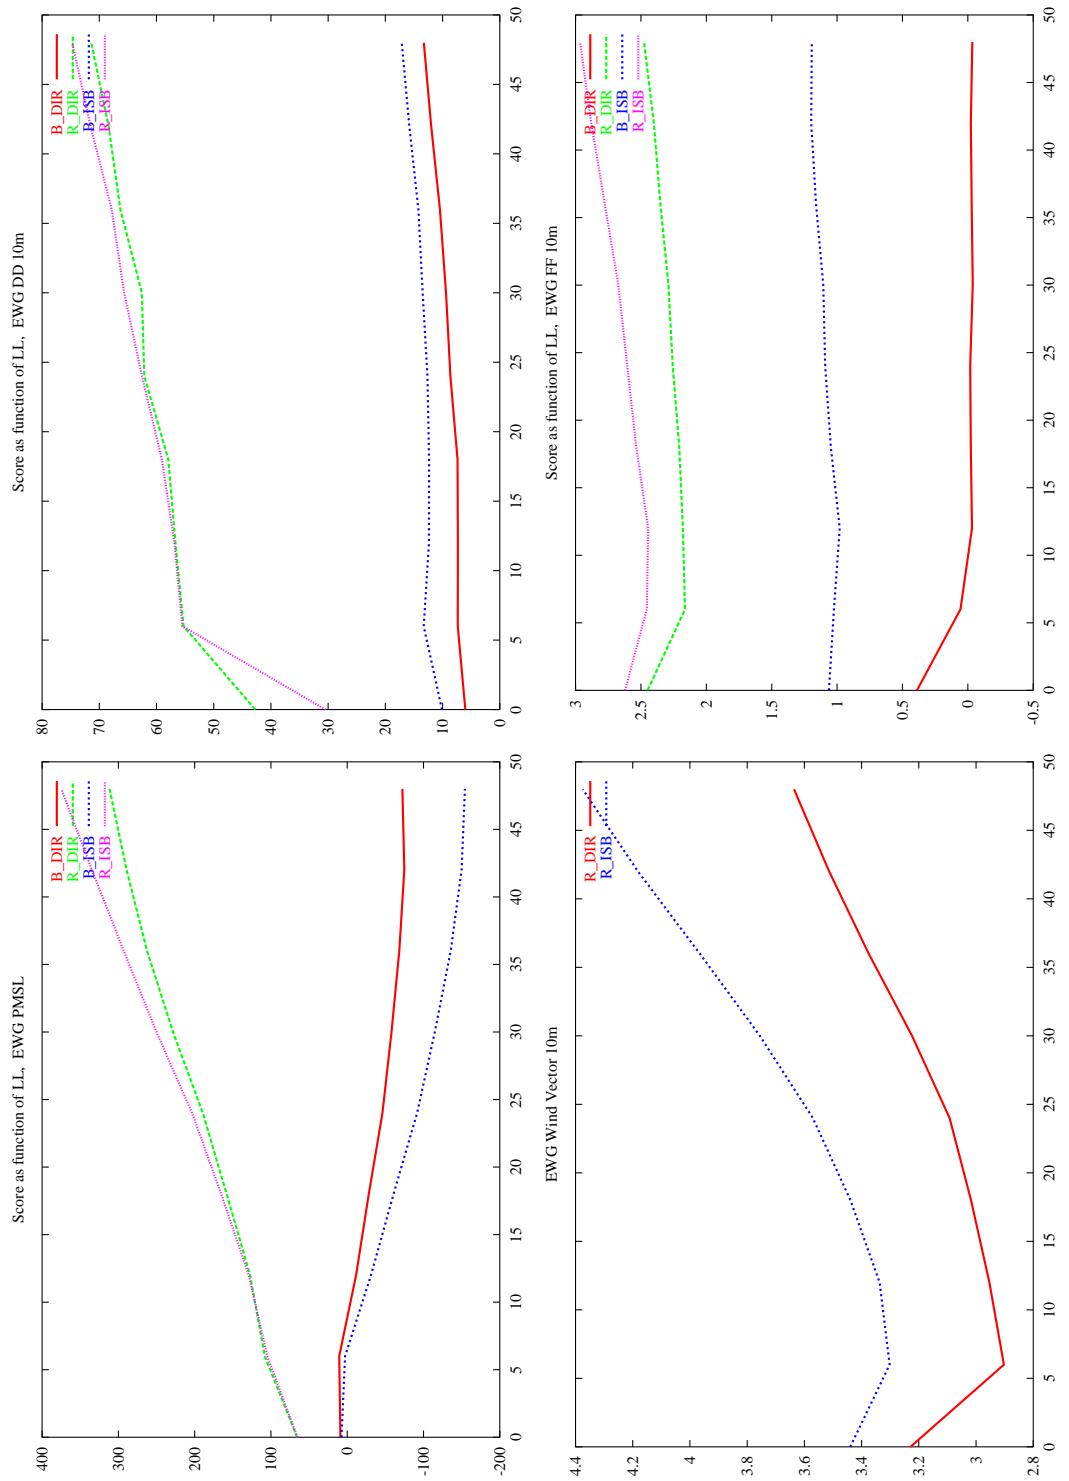 Score as function of LL, EWG PMSL
400
300
200
100
0
-100
-200
0 5 10 15 20 25 30 35 40 45 50
B_DIR
R_DIR
B_ISB
R_ISB
Score as function of LL, EWG DD 10m
80
70
60
50
40
30
20
10
0
0 5 10 15 20 25 30 35 40 45 50
B_DIR
R_DIR
B_ISB
R_ISB
EWG Wind Vector 10m
4.4
4.2
4
3.8
3.6
3.4
3.2
3
2.8
0 5 10 15 20 25 30 35 40 45 50
R_DIR
R_ISB
Score as function of LL, EWG FF 10m
3
2.5
2
1.5
1
0.5
0
-0.5
0 5 10 15 20 25 30 35 40 45 50
B_DIR
R_DIR
B_ISB
R_ISB